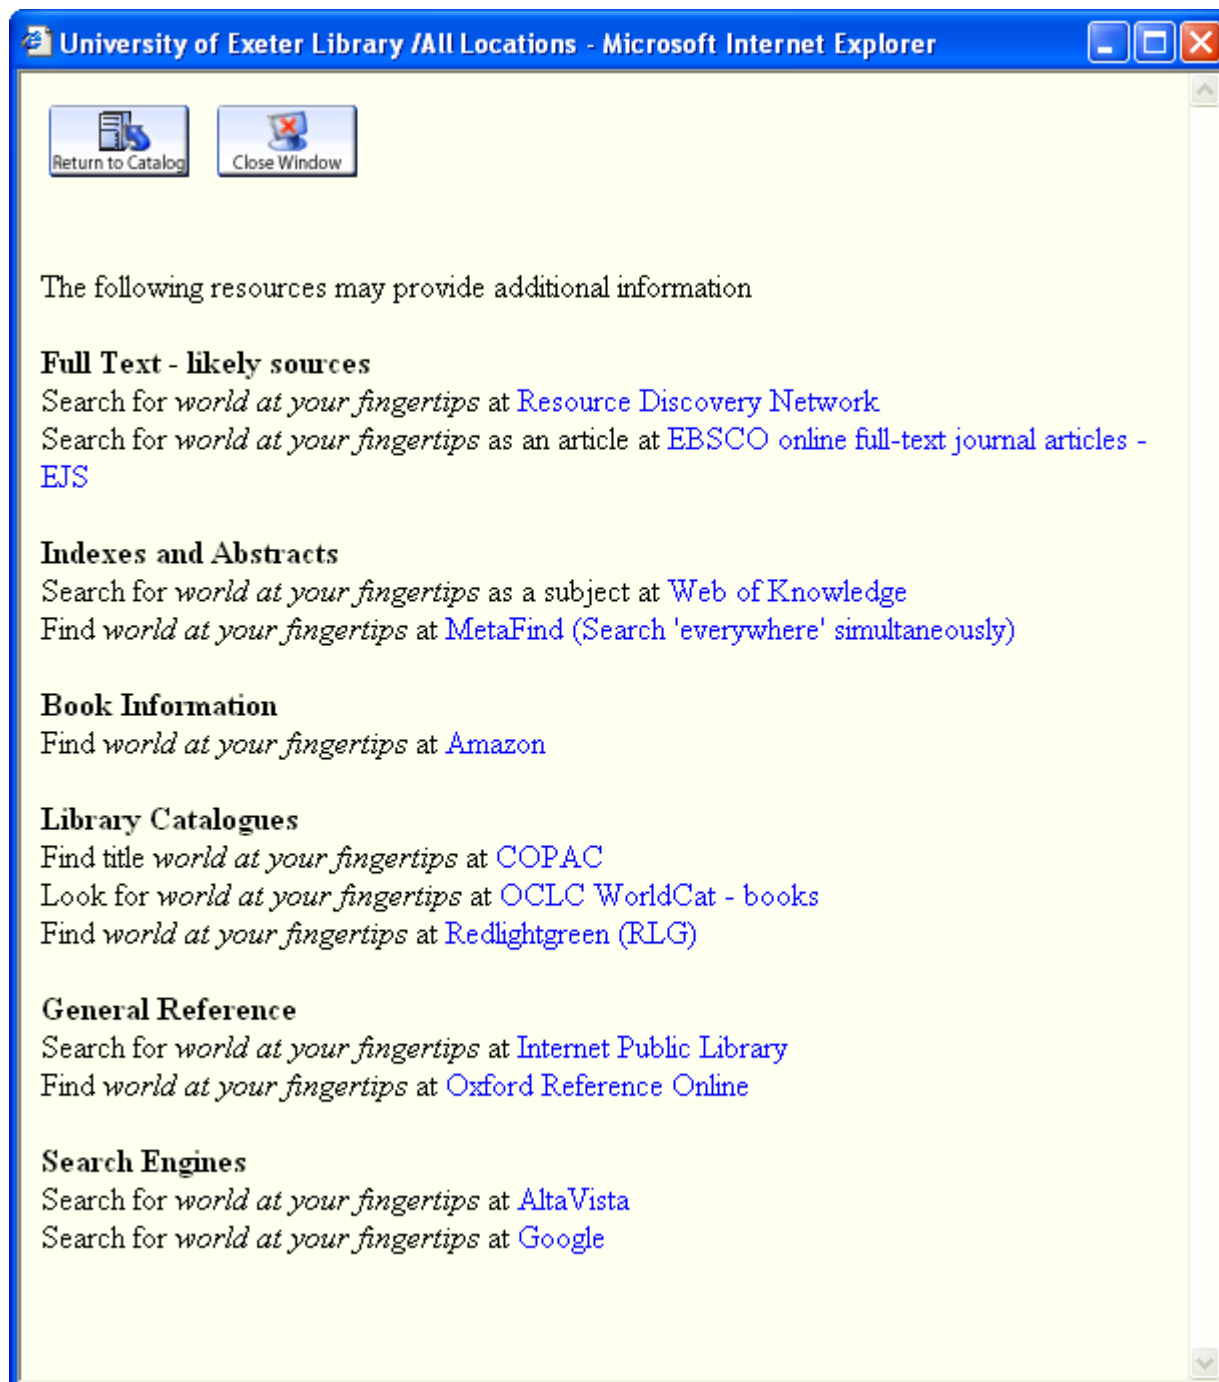 University of Exeter Library /All Locations - Microsoft Internet Explorer
Return to Catalog
Close Window
The following resources may provide additional information
Full Text - likely sources
Search for world at your fingertips at Resource Discovery Network
Search for world at your fingertips as an article at EBSCO online full-text journal articles -
EJS
Indexes and Abstracts
Search for world at your fingertips as a subject at Web of Knowledge
Find world at your fingertips at MetaFind (Search 'everywhere' simultaneously)
Book Information
Find world at your fingertips at Amazon
Library Catalogues
Find title world at your fingertips at COPAC
Look for world at your fingertips at OCLC WorldCat - books
Find world at your fingertips at Redlightgreen (RLG)
General Reference
Search for world at your fingertips at Internet Public Library
Find world at your fingertips at Oxford Reference Online
Search Engines
Search for world at your fingertips at AltaVista
Search for world at your fingertips at Google